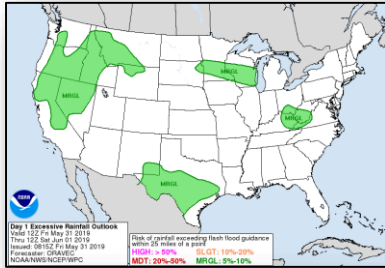 MRGL
MRGL
MRGL
MRGL
NOAA
Day 1 Excessive Rainfall Outlook
Valid 12Z Fri May 31 2019
Thru 12Z Sat Jun 01 2019
Issued: 0815Z Fri May 31 2019
Forecaster: ORAVEC
NOAA/NWS/NCEP/WPC
Risk of rainfall exceeding flash flood guidance
within 25 miles of a point
HIGH: > 50% SLGT: 10%-20%
MDT: 20%-50% MRGL: 5%-10%